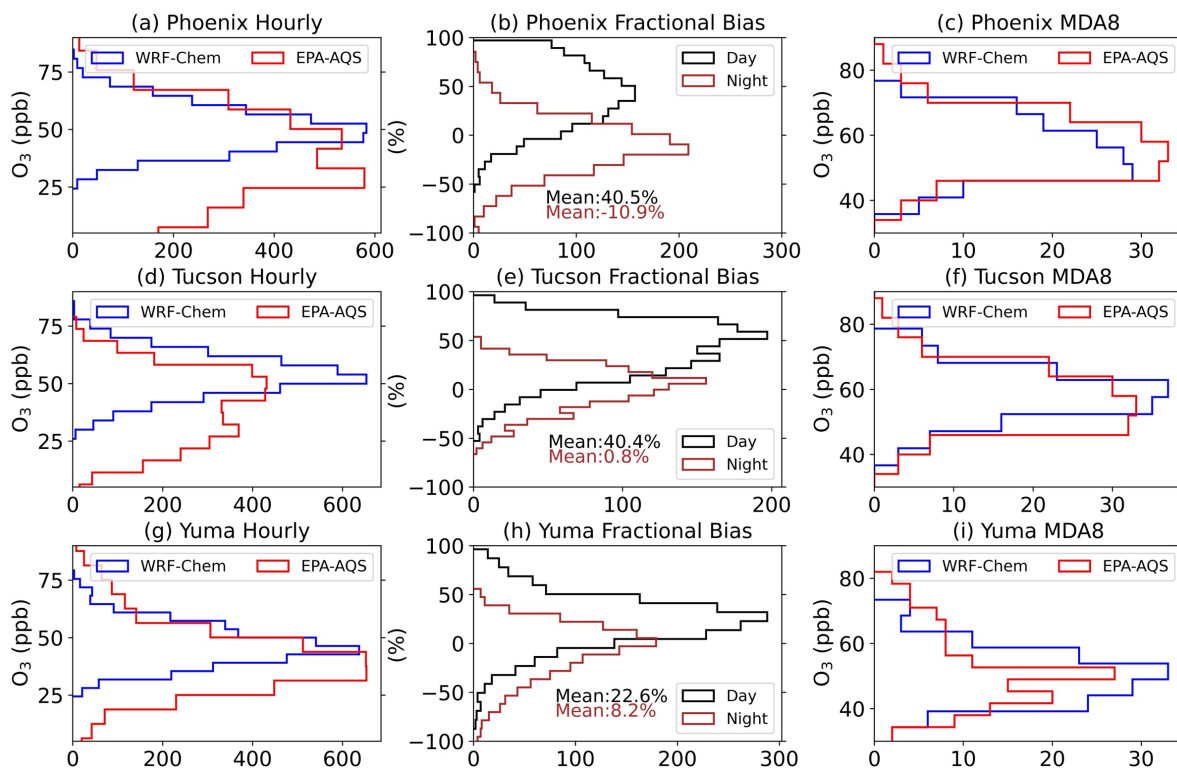 (a) Phoenix Hourly
(b) Phoenix Fractional Bias
(c) Phoenix MDA8
O₃ (ppb)
75
50
25
WRF-Chem
EPA-AQS
0
200
400
600
(%)
100
50
0
−50
−100
Day
Night
Mean:40.5%
Mean:-10.9%
0
100
200
300
O₃ (ppb)
80
60
40
WRF-Chem
EPA-AQS
0
10
20
30
(d) Tucson Hourly
(e) Tucson Fractional Bias
(f) Tucson MDA8
O₃ (ppb)
75
50
25
WRF-Chem
EPA-AQS
0
200
400
600
(%)
100
50
0
−50
−100
Mean:40.4%
Mean:0.8%
Day
Night
0
100
200
O₃ (ppb)
80
60
40
WRF-Chem
EPA-AQS
0
10
20
30
(g) Yuma Hourly
(h) Yuma Fractional Bias
(i) Yuma MDA8
O₃ (ppb)
75
50
25
WRF-Chem
EPA-AQS
0
200
400
600
(%)
100
50
0
−50
−100
Mean:22.6%
Mean:8.2%
Day
Night
0
100
200
300
O₃ (ppb)
80
60
40
WRF-Chem
EPA-AQS
0
10
20
30